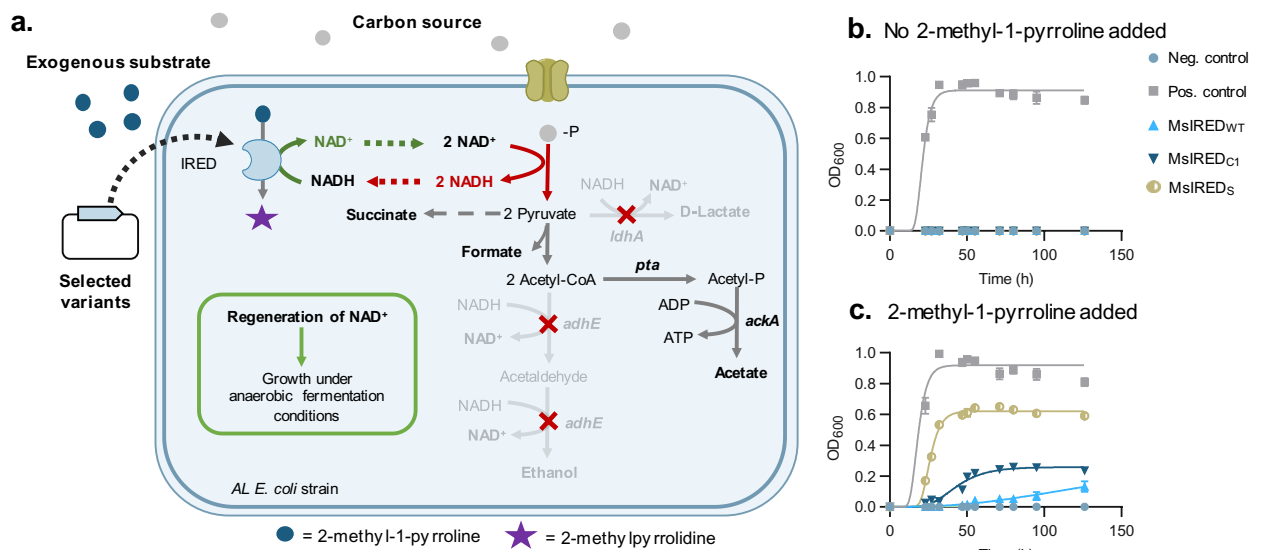 a.
Carbon source
Exogenous substrate
IRED
Selected
variants
NAD⁺
2 NAD⁺
-P
NADH
2 NADH
Succinate
2 Pyruvate
NADH
NAD⁺
D-Lactate
ldhA
Formate
2 Acetyl-CoA
pta
Acetyl-P
NADH
NAD⁺
adhE
ADP
ATP
ackA
Acetate
Acetaldehyde
NADH
NAD⁺
adhE
Ethanol
Regeneration of NAD⁺
Growth under
anaerobic fermentation
conditions
AL E. coli strain
= 2-methyl-1-pyrroline
= 2-methylpyrrolidine
b. No 2-methyl-1-pyrroline added
OD600
1.0
0.8
0.6
0.4
0.2
0.0
0 50 100 150
Time (h)
Neg. control
Pos. control
MsIREDWT
MsIREDC1
MsIREDS
c. 2-methyl-1-pyrroline added
OD600
1.0
0.8
0.6
0.4
0.2
0.0
0 50 100 150